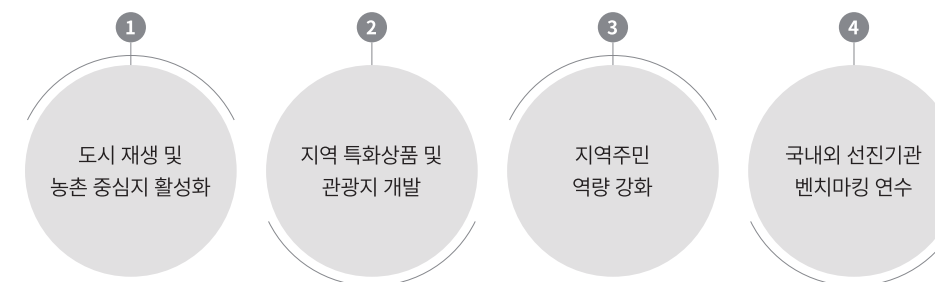 1
도시 재생 및
농촌 중심지 활성화
2
지역 특화상품 및
관광지 개발
3
지역주민
역량 강화
4
국내외 선진기관
벤치마킹 연수